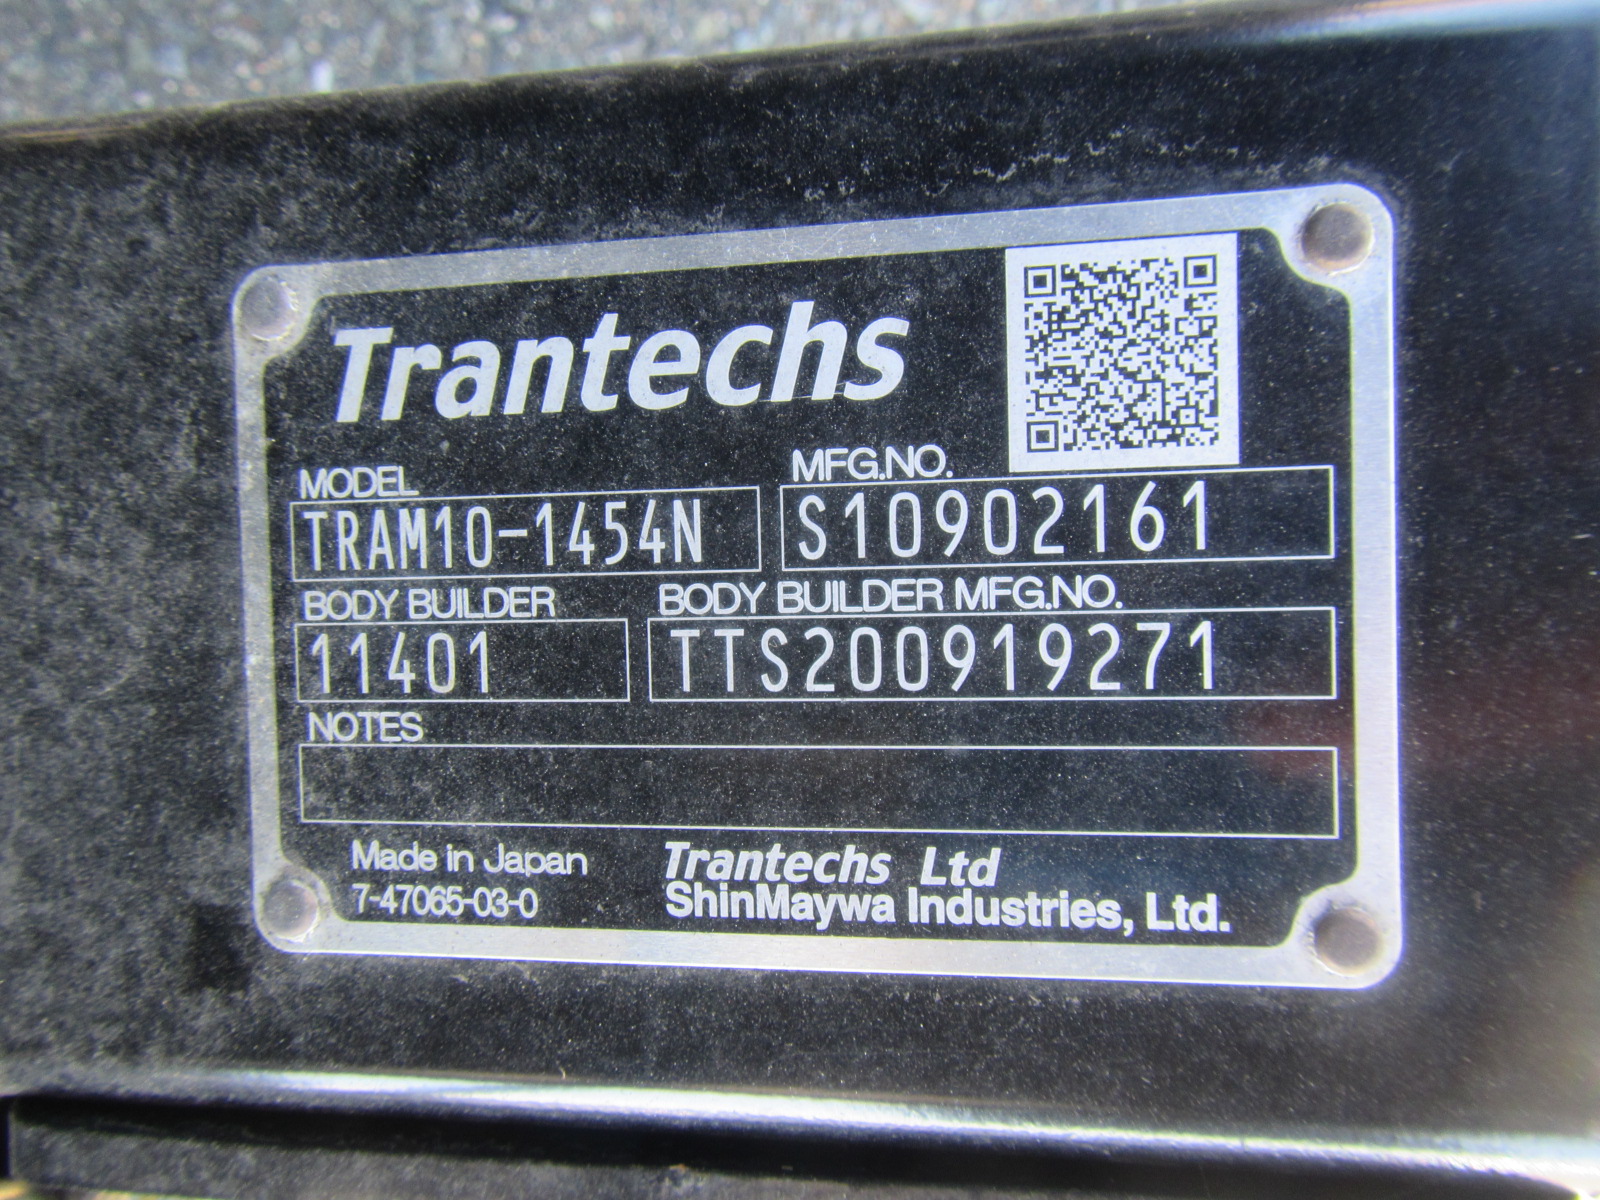 Trantechs
MODEL
MFG.NO.
TRAM10-1454N
S10902161
BODY BUILDER
BODY BUILDER MFG.NO.
11401
TTS200919271
NOTES
Made in Japan
7-47065-03-0
Trantechs Ltd
ShinMaywa Industries, Ltd.